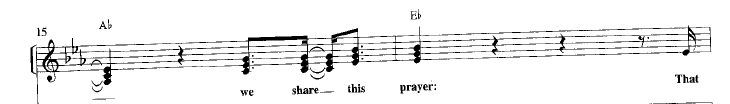 15 A♭ E♭
we share this prayer: That